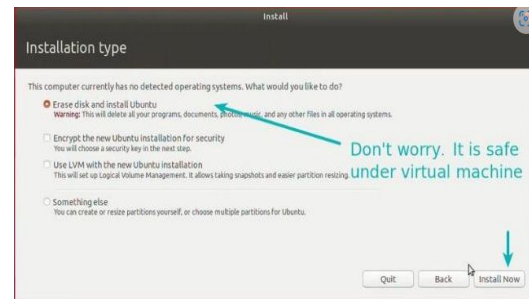 Install
Installation type
This computer currently has no detected operating systems. What would you like to do?
Erase disk and install Ubuntu
Warning: This will delete all your programs, documents, photos, music, and any other files in all operating systems.
Encrypt the new Ubuntu installation for security
You will choose a security key in the next step.
Don't worry. It is safe
under virtual machine
Use LVM with the new Ubuntu installation
This will set up Logical Volume Management. It allows taking snapshots and easier partition resizing.
Something else
You can create or resize partitions yourself, or choose multiple partitions for Ubuntu.
Quit
Back
Install Now